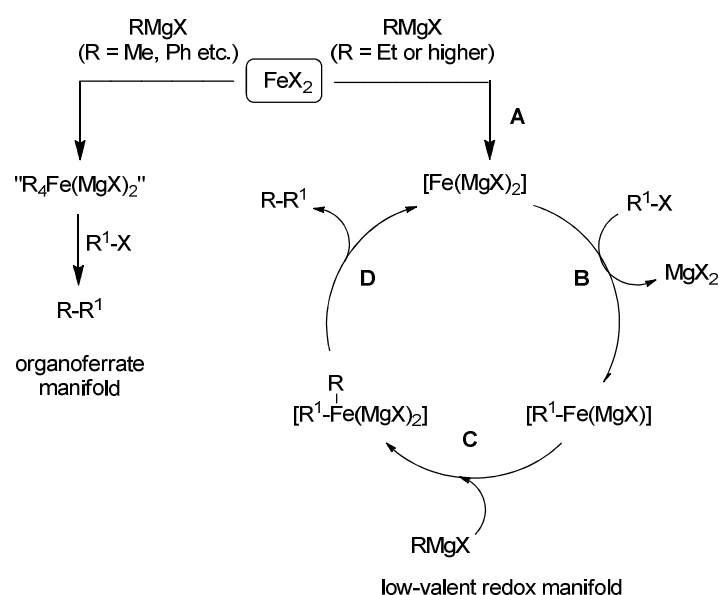 RMgX
(R = Me, Ph etc.)
RMgX
(R = Et or higher)
FeX₂
A
"R₄Fe(MgX)₂"
[Fe(MgX)₂]
R¹-X
R-R¹
organoferrate
manifold
R-R¹
R¹-X
B
MgX₂
D
R
[R¹-Fe(MgX)₂]
[R¹-Fe(MgX)]
C
RMgX
low-valent redox manifold